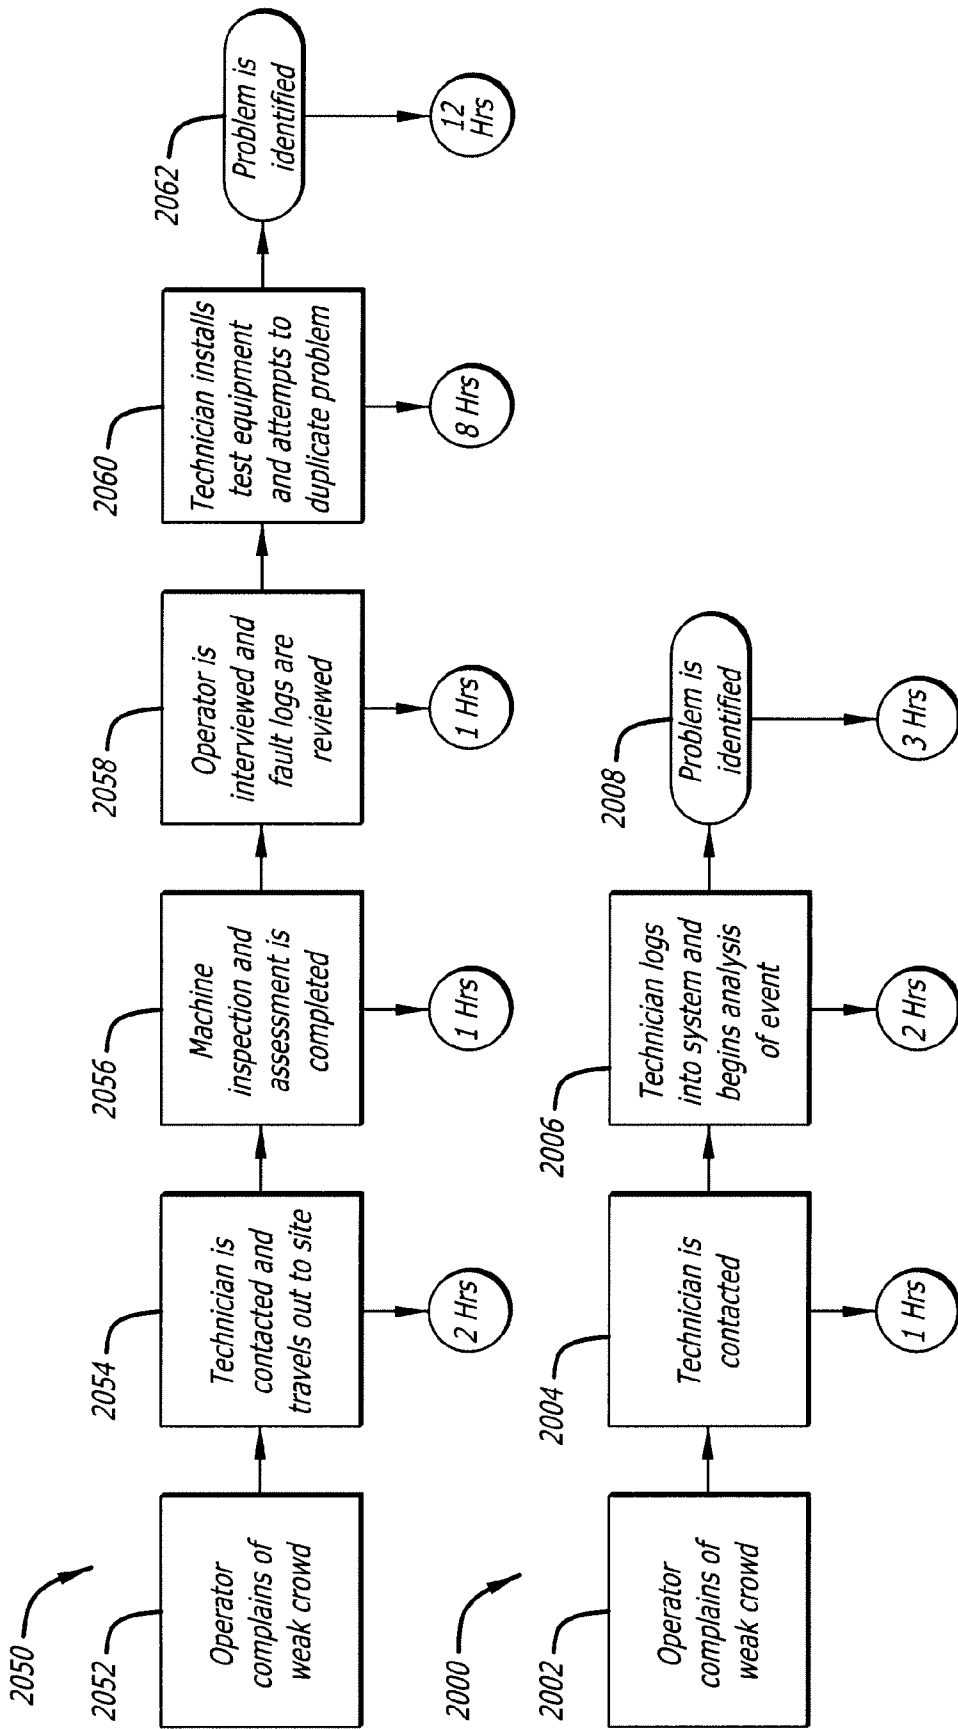 2050
2052
Operator
complains of
weak crowd
2054
Technician is
contacted and
travels out to site
2 Hrs
2056
Machine
inspection and
assessment is
completed
1 Hrs
2058
Operator is
interviewed and
fault logs are
reviewed
1 Hrs
2060
Technician installs
test equipment
and attempts to
duplicate problem
8 Hrs
2062
Problem is
identified
12
Hrs
2000
2002
Operator
complains of
weak crowd
2004
Technician is
contacted
1 Hrs
2006
Technician logs
into system and
begins analysis
of event
2 Hrs
2008
Problem is
identified
3 Hrs